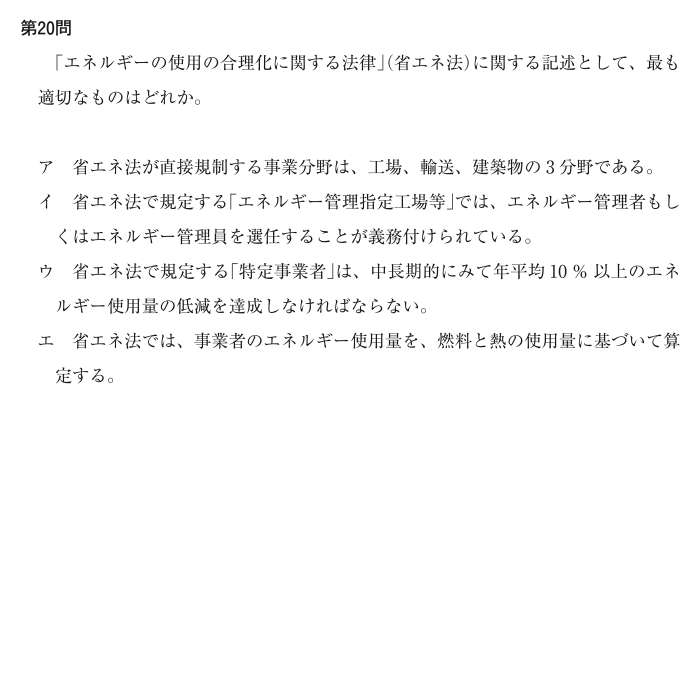 第20問
「エネルギーの使用の合理化に関する法律」(省エネ法)に関する記述として、最も
適切なものはどれか。
ア 省エネ法が直接規制する事業分野は、工場、輸送、建築物の3分野である。
イ 省エネ法で規定する「エネルギー管理指定工場等」では、エネルギー管理者もし
くはエネルギー管理員を選任することが義務付けられている。
ウ 省エネ法で規定する「特定事業者」は、中長期的にみて年平均10 % 以上のエネ
ルギー使用量の低減を達成しなければならない。
エ 省エネ法では、事業者のエネルギー使用量を、燃料と熱の使用量に基づいて算
定する。